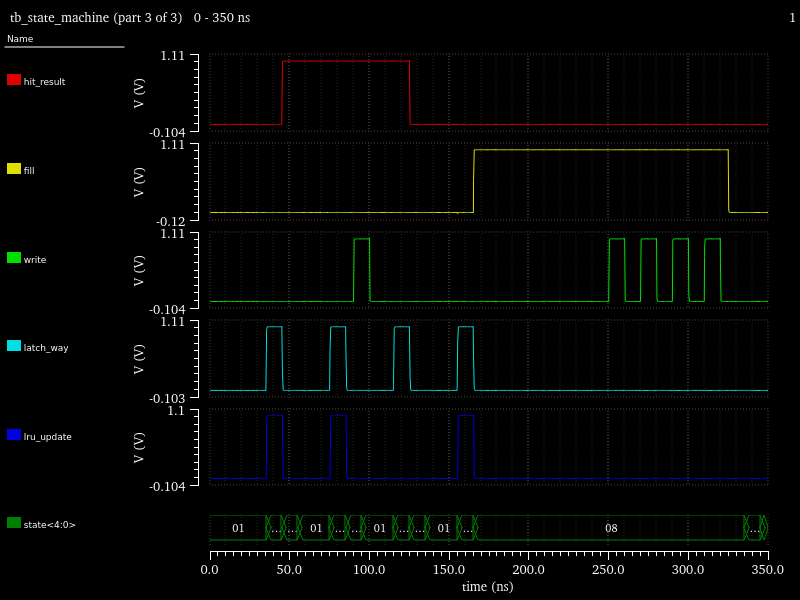 tb_state_machine (part 3 of 3)   0 - 350 ns   1
Name
hit_result
1.11
V (V)
-0.104
fill
1.11
V (V)
-0.12
write
1.11
V (V)
-0.104
latch_way
1.11
V (V)
-0.103
lru_update
1.1
V (V)
-0.104
state<4:0>
01 ... ... 01 ... ... 01 ... ... 01 ... 08 ...
0.0 50.0 100.0 150.0 200.0 250.0 300.0 350.0
time (ns)